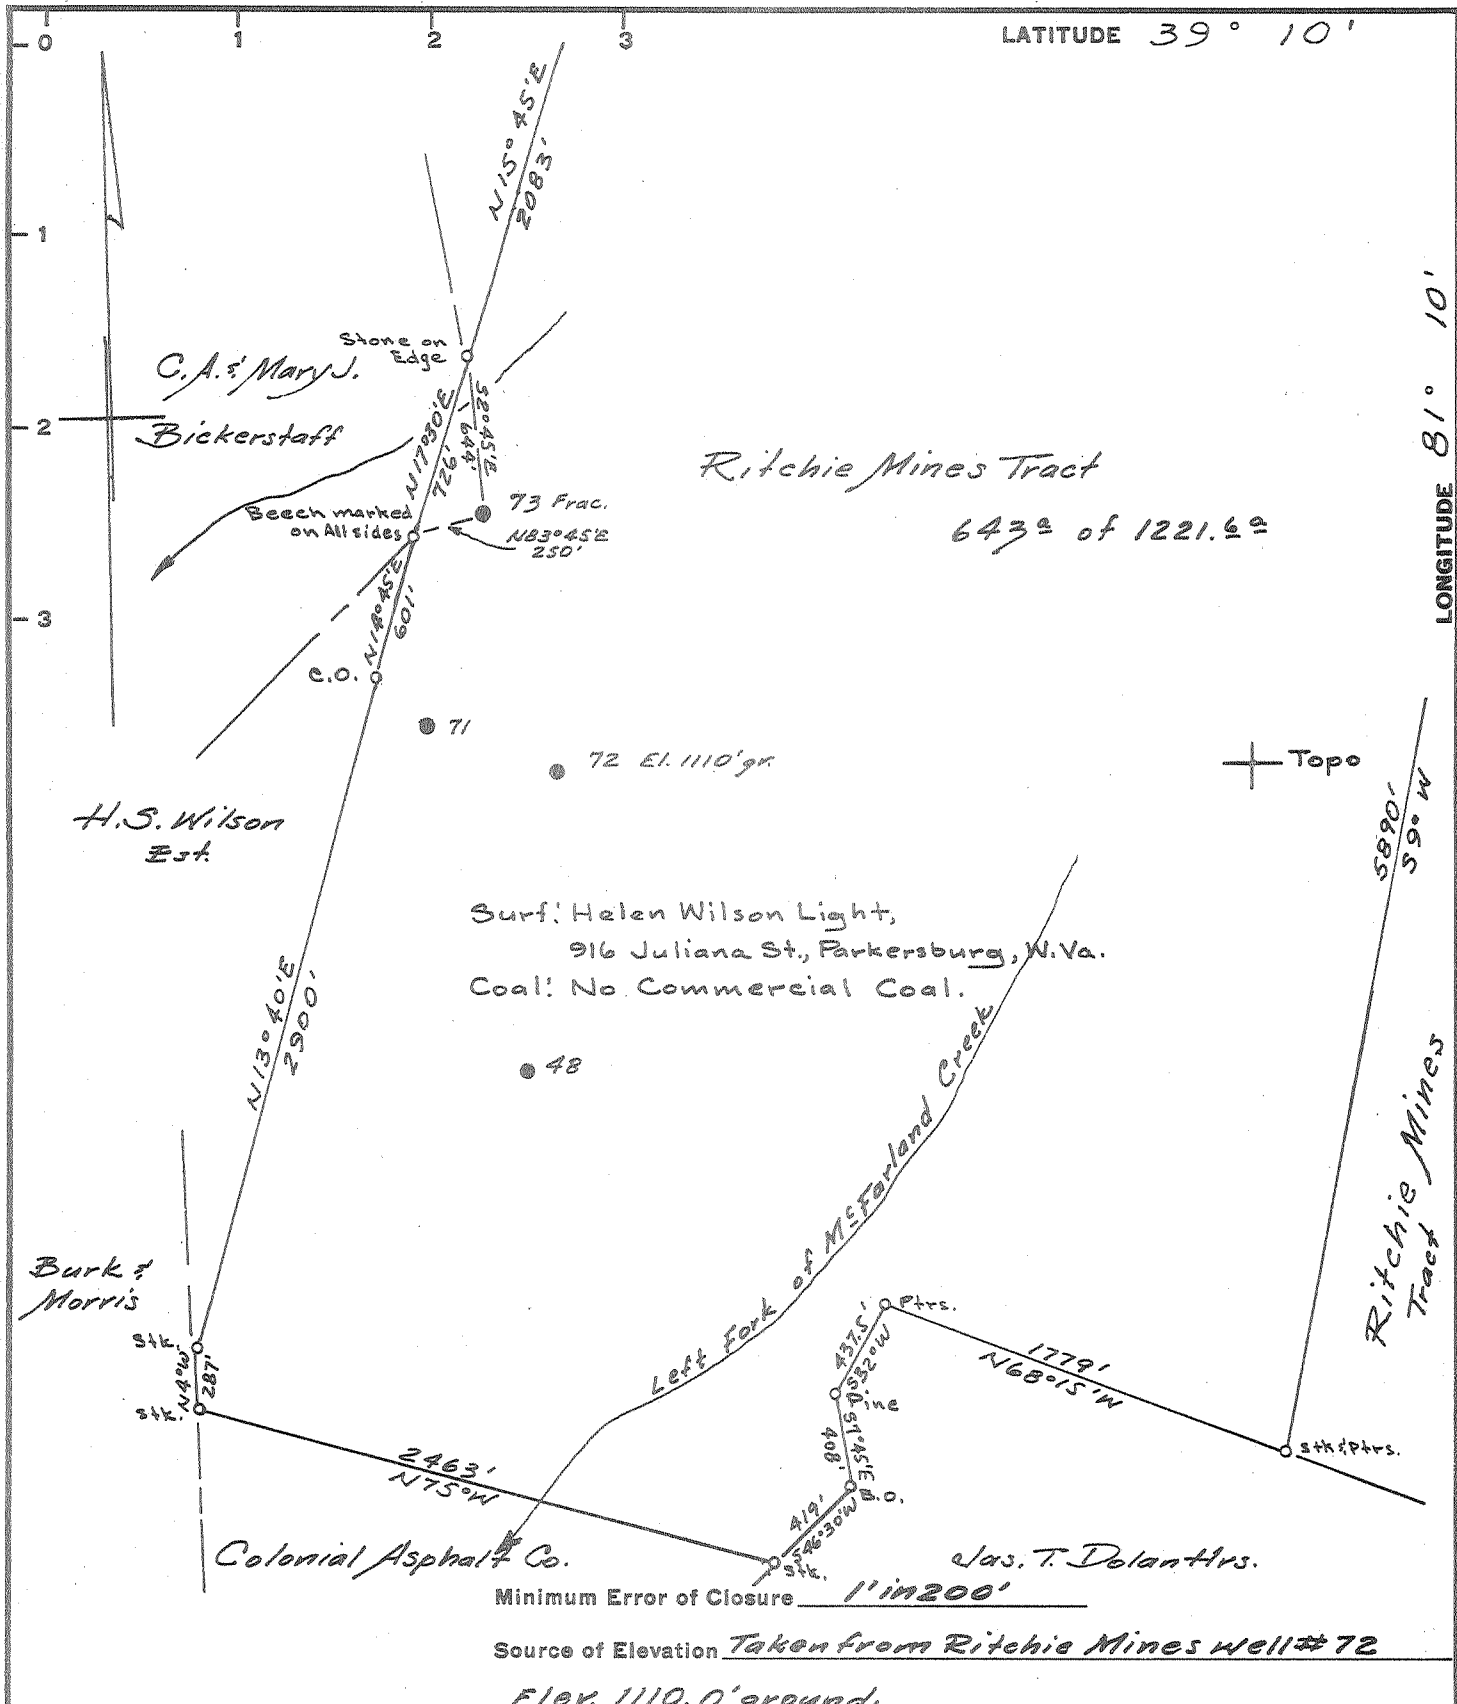 0 1 2 3
LATITUDE 39° 10'
1
2
3
LONGITUDE 81° 10'
N15° 45'E
2083'
Stone on
Edge
C.A. & Mary J.
Bickerstaff
N17°30'E
726'
S2°45'E
644'
Ritchie Mines Tract
643ª of 1221.6ª
73 Frac.
Beech marked
on All sides
N83°45'E
250'
N14°45'E
601'
C.O.
71
72 El. 1110' gr.
Topo
H.S. Wilson
Est.
5890'
S9° W
Surf: Helen Wilson Light,
916 Juliana St., Parkersburg, W.Va.
Coal: No Commercial Coal.
N13°40'E
2900'
48
Left Fork of McFarland Creek
Ritchie Mines
Tract
Burk &
Morris
Stk.
N4°W
287'
Stk.
Ptrs.
437.5'
S32°W
Pine
1779'
N68°15'W
Stk & Ptrs.
408'
S7°45'E
B.O.
2463'
N75°W
419'
S46°30'W
Stk.
Colonial Asphalt Co.
Jas. T. Dolan Hrs.
Minimum Error of Closure 1' in 200'
Source of Elevation Taken from Ritchie Mines well # 72
Elev. 1110.0' ground.